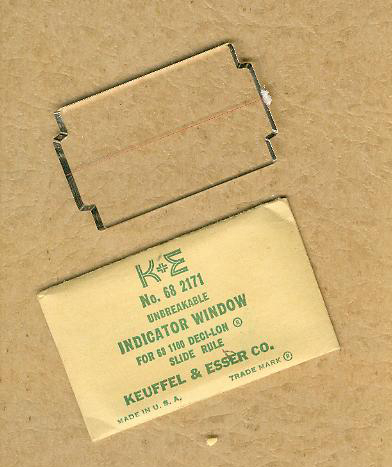 K+E
No. 68 2171
UNBREAKABLE
INDICATOR WINDOW
FOR 68 1100 DECI-LON ®
SLIDE RULE
KEUFFEL & ESSER CO.
MADE IN U. S. A. TRADE MARK ®